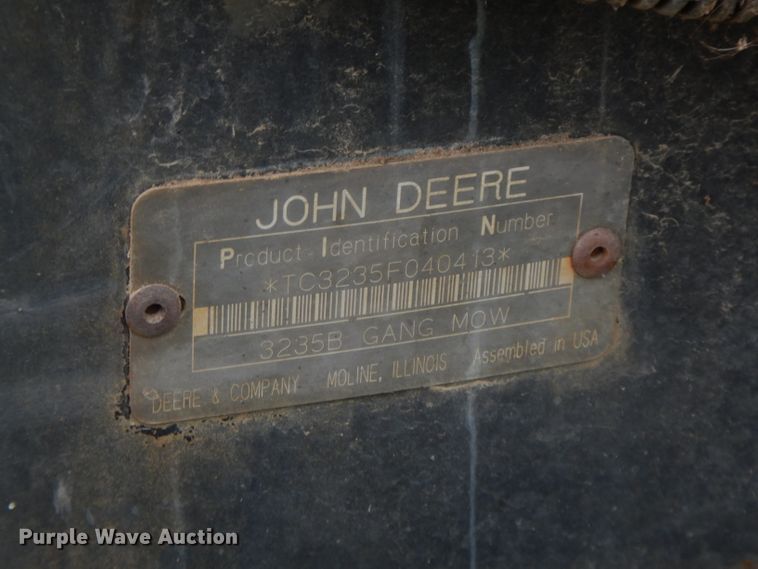 JOHN DEERE
Product Identification Number
*TC3235F040413*
3235B GANG MOW
DEERE & COMPANY MOLINE, ILLINOIS Assembled in USA
Purple Wave Auction